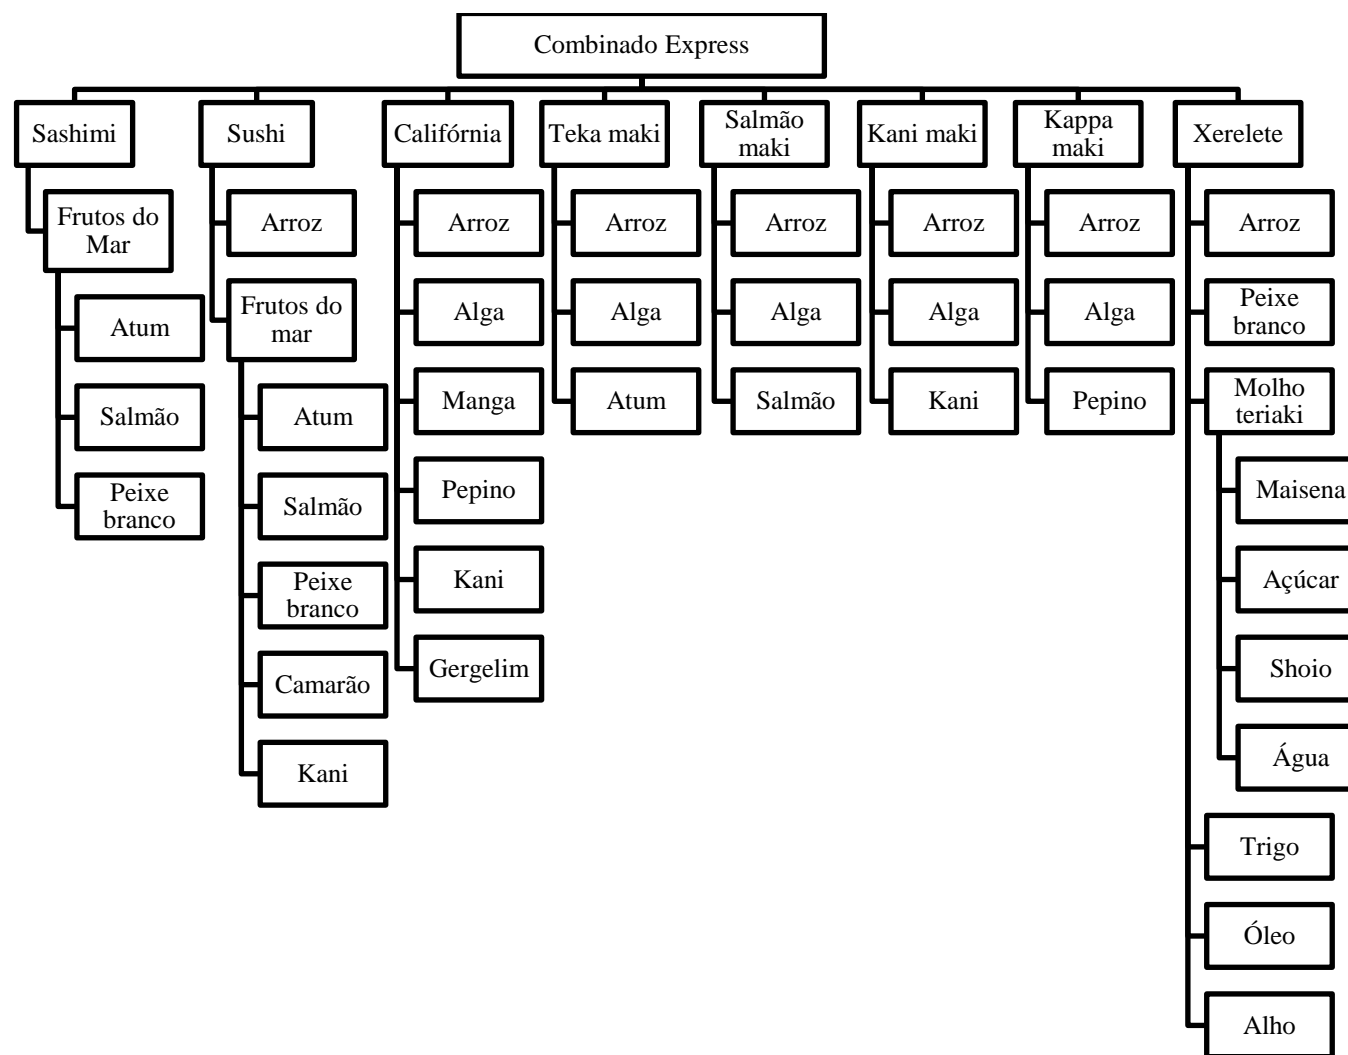 Combinado Express
Sashimi
Frutos do
Mar
Atum
Salmão
Peixe
branco
Sushi
Arroz
Frutos do
mar
Atum
Salmão
Peixe
branco
Camarão
Kani
Califórnia
Arroz
Alga
Manga
Pepino
Kani
Gergelim
Teka maki
Arroz
Alga
Atum
Salmão
maki
Arroz
Alga
Salmão
Kani maki
Arroz
Alga
Kani
Kappa
maki
Arroz
Alga
Pepino
Xerelete
Arroz
Peixe
branco
Molho
teriaki
Maisena
Açúcar
Shoio
Água
Trigo
Óleo
Alho